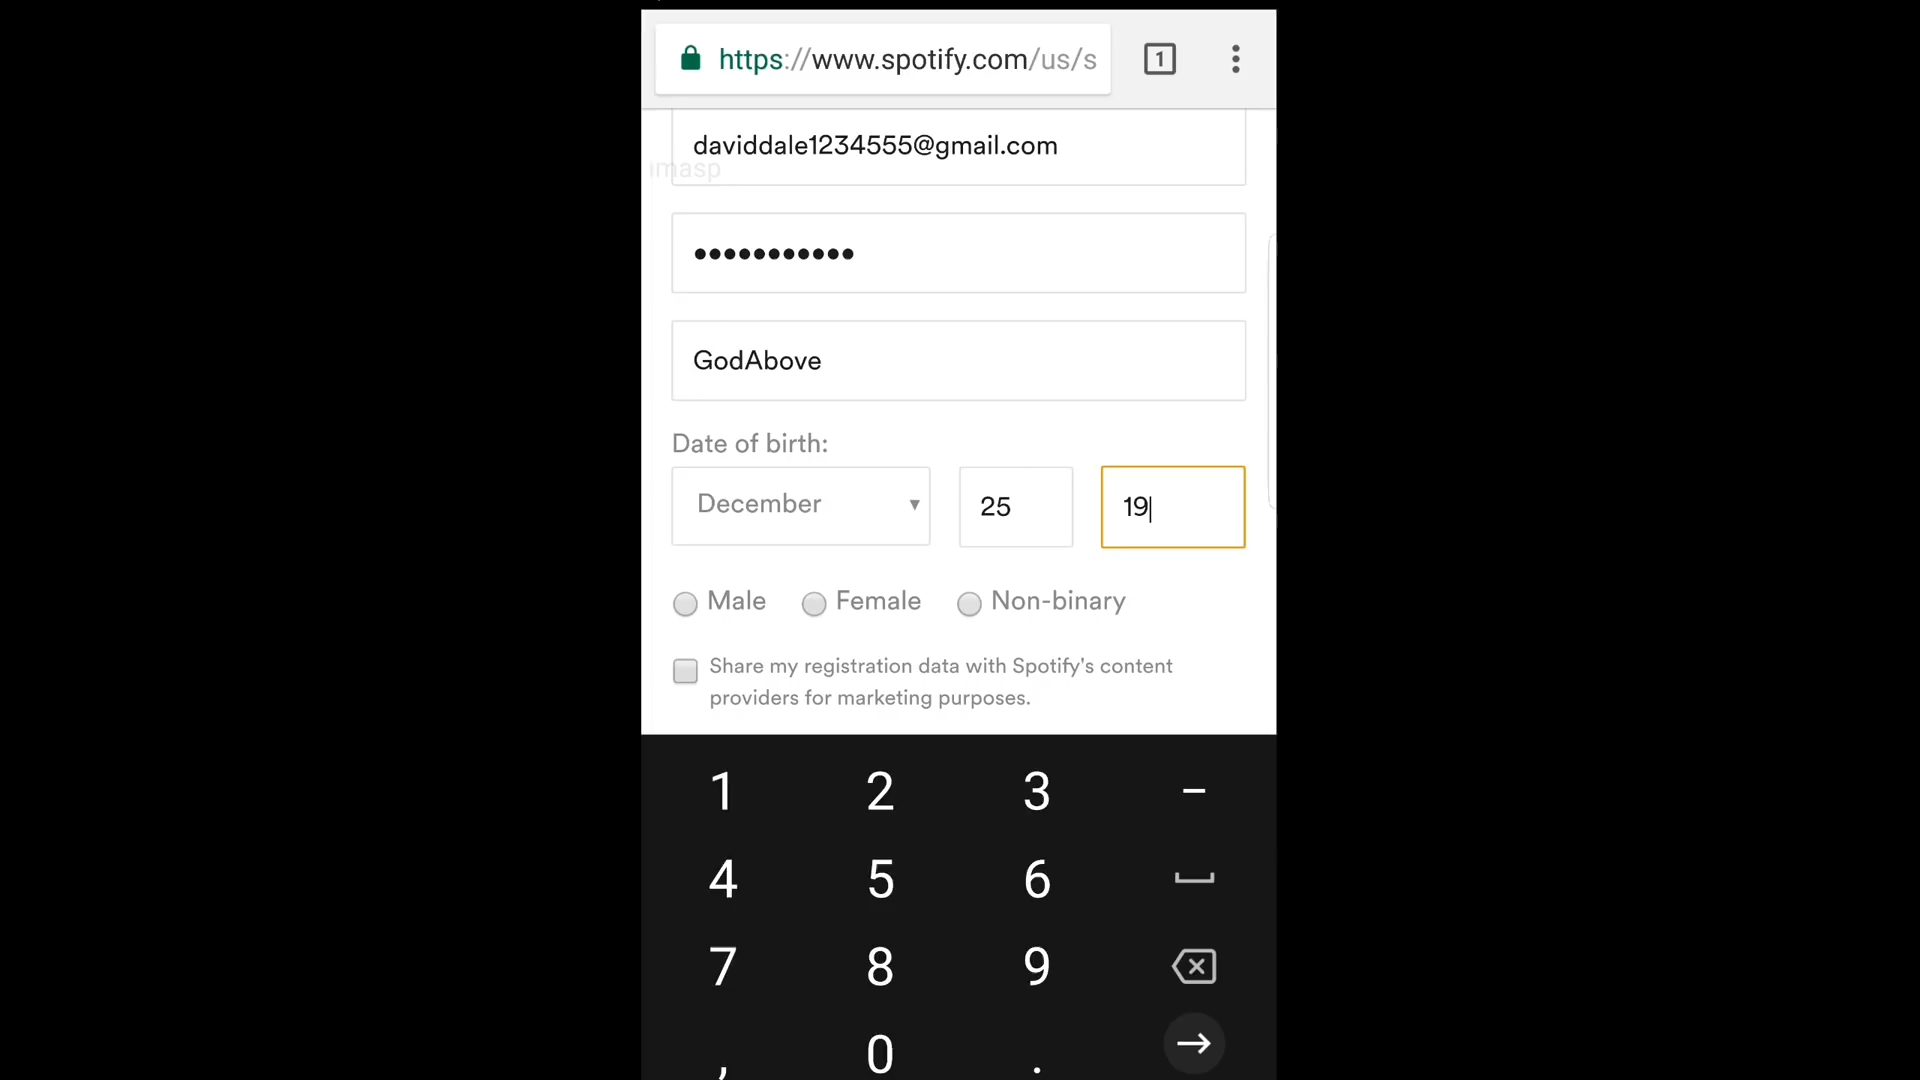 https://www.spotify.com/us/s 1
daviddale1234555@gmail.com
•••••••••••
GodAbove
Date of birth:
December 25 19
Male Female Non-binary
Share my registration data with Spotify's content
providers for marketing purposes.
1 2 3 -
4 5 6
7 8 9
, 0 .